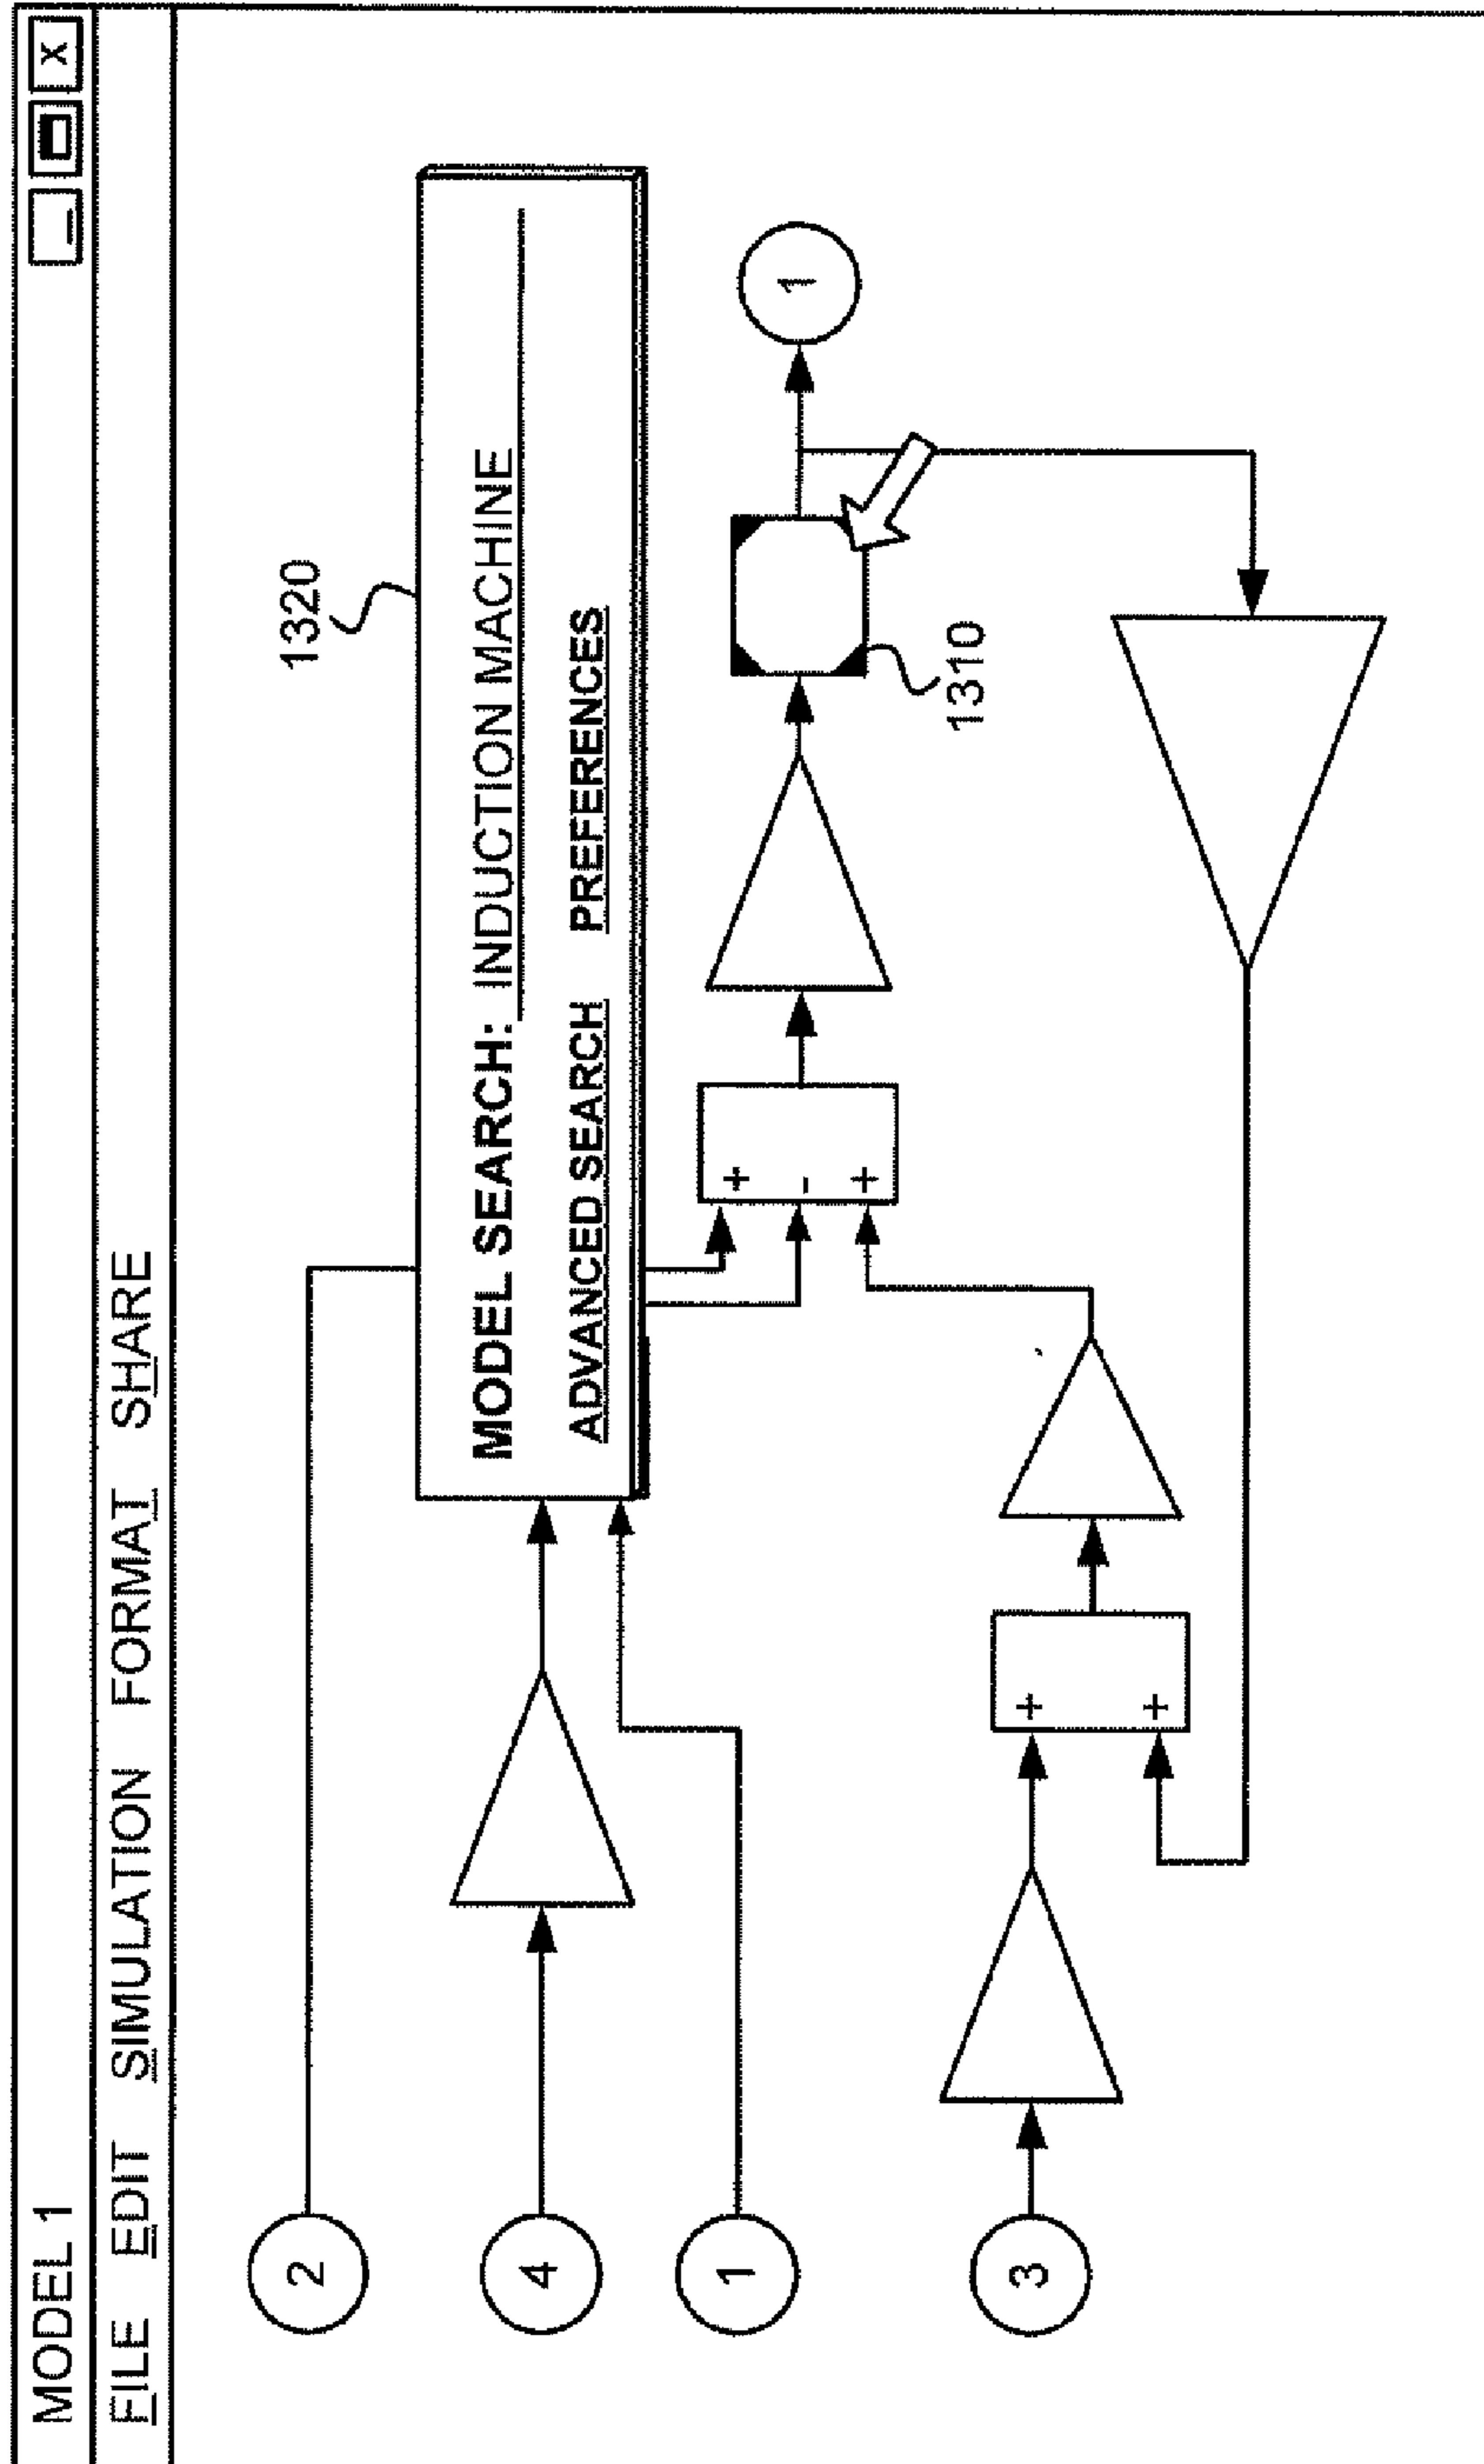 MODEL 1
_ X
FILE EDIT SIMULATION FORMAT SHARE
1320
2
MODEL SEARCH: INDUCTION MACHINE
ADVANCED SEARCH PREFERENCES
4
1
+
-
+
1
1310
3
+
+